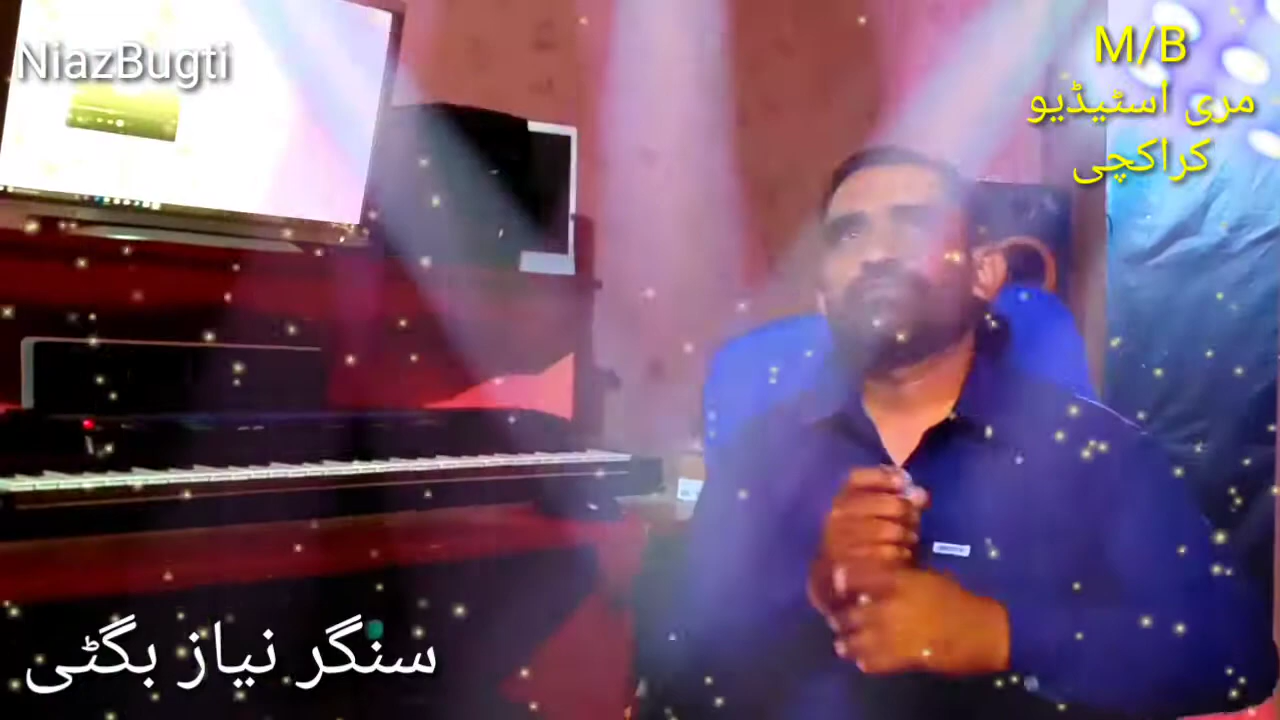 NiazBugti
M/B
مری اسٹیڈیو
کراکچی
سنگر نیاز بگٹی